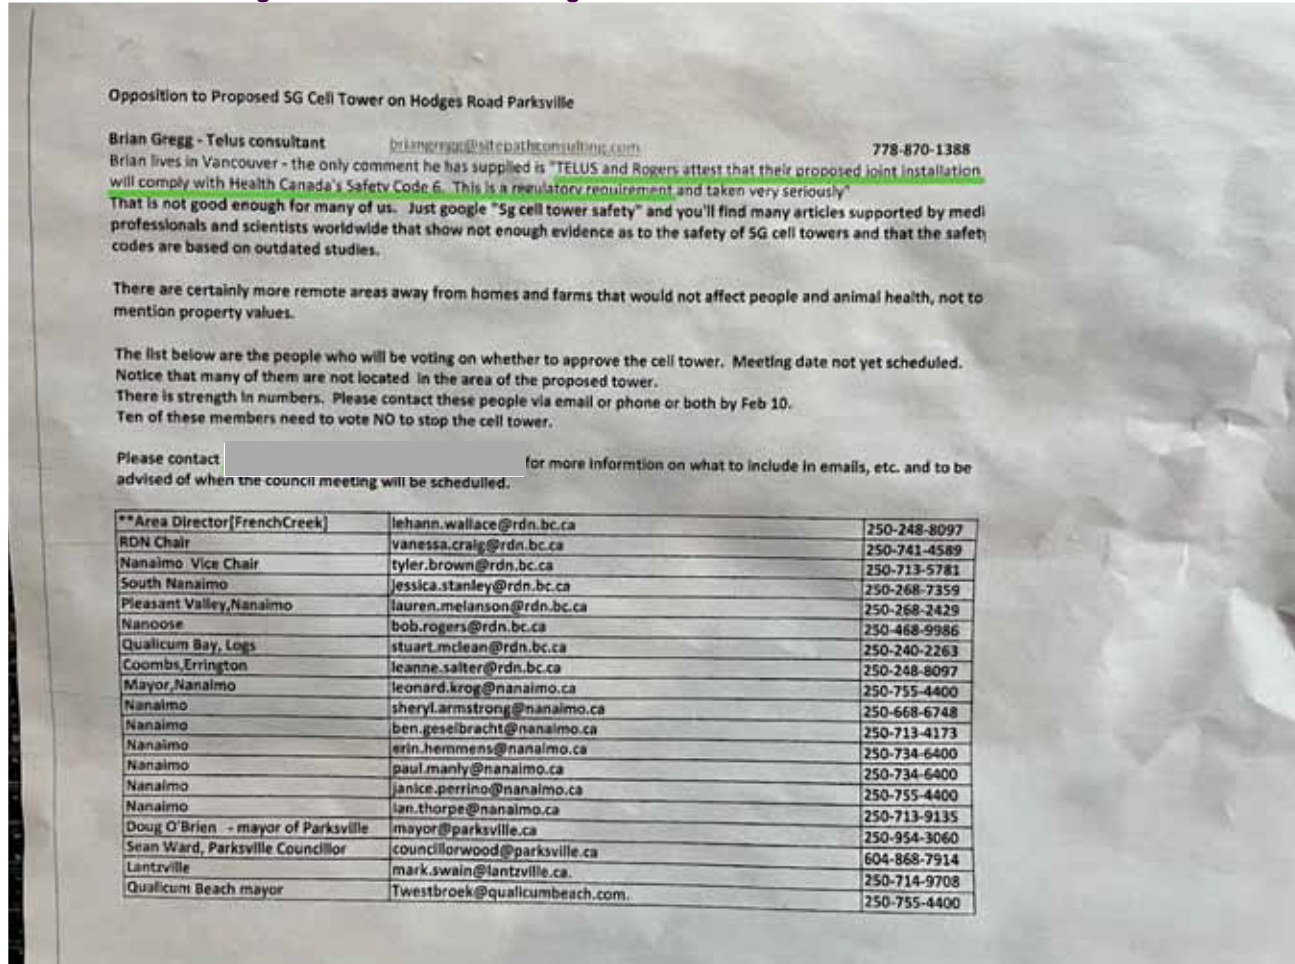 Opposition to Proposed 5G Cell Tower on Hodges Road Parksville
Brian Gregg - Telus consultant briangregg@sitepathconsulting.com 778-870-1388
Brian lives in Vancouver - the only comment he has supplied is "TELUS and Rogers attest that their proposed joint installation
will comply with Health Canada's Safety Code 6. This is a regulatory requirement and taken very seriously"
That is not good enough for many of us. Just google "5g cell tower safety" and you'll find many articles supported by medi
professionals and scientists worldwide that show not enough evidence as to the safety of 5G cell towers and that the safety
codes are based on outdated studies.
There are certainly more remote areas away from homes and farms that would not affect people and animal health, not to
mention property values.
The list below are the people who will be voting on whether to approve the cell tower. Meeting date not yet scheduled.
Notice that many of them are not located in the area of the proposed tower.
There is strength in numbers. Please contact these people via email or phone or both by Feb 10.
Ten of these members need to vote NO to stop the cell tower.
Please contact for more informtion on what to include in emails, etc. and to be
advised of when the council meeting will be schedulled.
**Area Director[FrenchCreek] lehann.wallace@rdn.bc.ca 250-248-8097
RDN Chair vanessa.craig@rdn.bc.ca 250-741-4589
Nanaimo Vice Chair tyler.brown@rdn.bc.ca 250-713-5781
South Nanaimo jessica.stanley@rdn.bc.ca 250-268-7359
Pleasant Valley,Nanaimo lauren.melanson@rdn.bc.ca 250-268-2429
Nanoose bob.rogers@rdn.bc.ca 250-468-9986
Qualicum Bay, Logs stuart.mclean@rdn.bc.ca 250-240-2263
Coombs,Errington leanne.salter@rdn.bc.ca 250-248-8097
Mayor,Nanaimo leonard.krog@nanaimo.ca 250-755-4400
Nanaimo sheryl.armstrong@nanaimo.ca 250-668-6748
Nanaimo ben.geselbracht@nanaimo.ca 250-713-4173
Nanaimo erin.hemmens@nanaimo.ca 250-734-6400
Nanaimo paul.manly@nanaimo.ca 250-734-6400
Nanaimo janice.perrino@nanaimo.ca 250-755-4400
Nanaimo ian.thorpe@nanaimo.ca 250-713-9135
Doug O'Brien - mayor of Parksville mayor@parksville.ca 250-954-3060
Sean Ward, Parksville Councillor councillorwood@parksville.ca 604-868-7914
Lantzville mark.swain@lantzville.ca. 250-714-9708
Qualicum Beach mayor Twestbroek@qualicumbeach.com. 250-755-4400